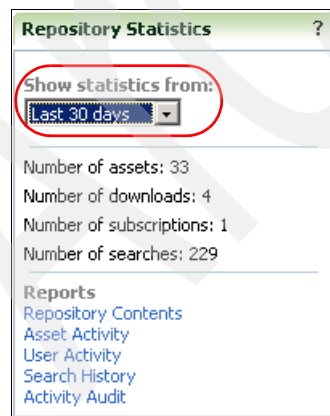 Repository Statistics ?
Show statistics from:
Last 30 days
Number of assets: 33
Number of downloads: 4
Number of subscriptions: 1
Number of searches: 229
Reports
Repository Contents
Asset Activity
User Activity
Search History
Activity Audit